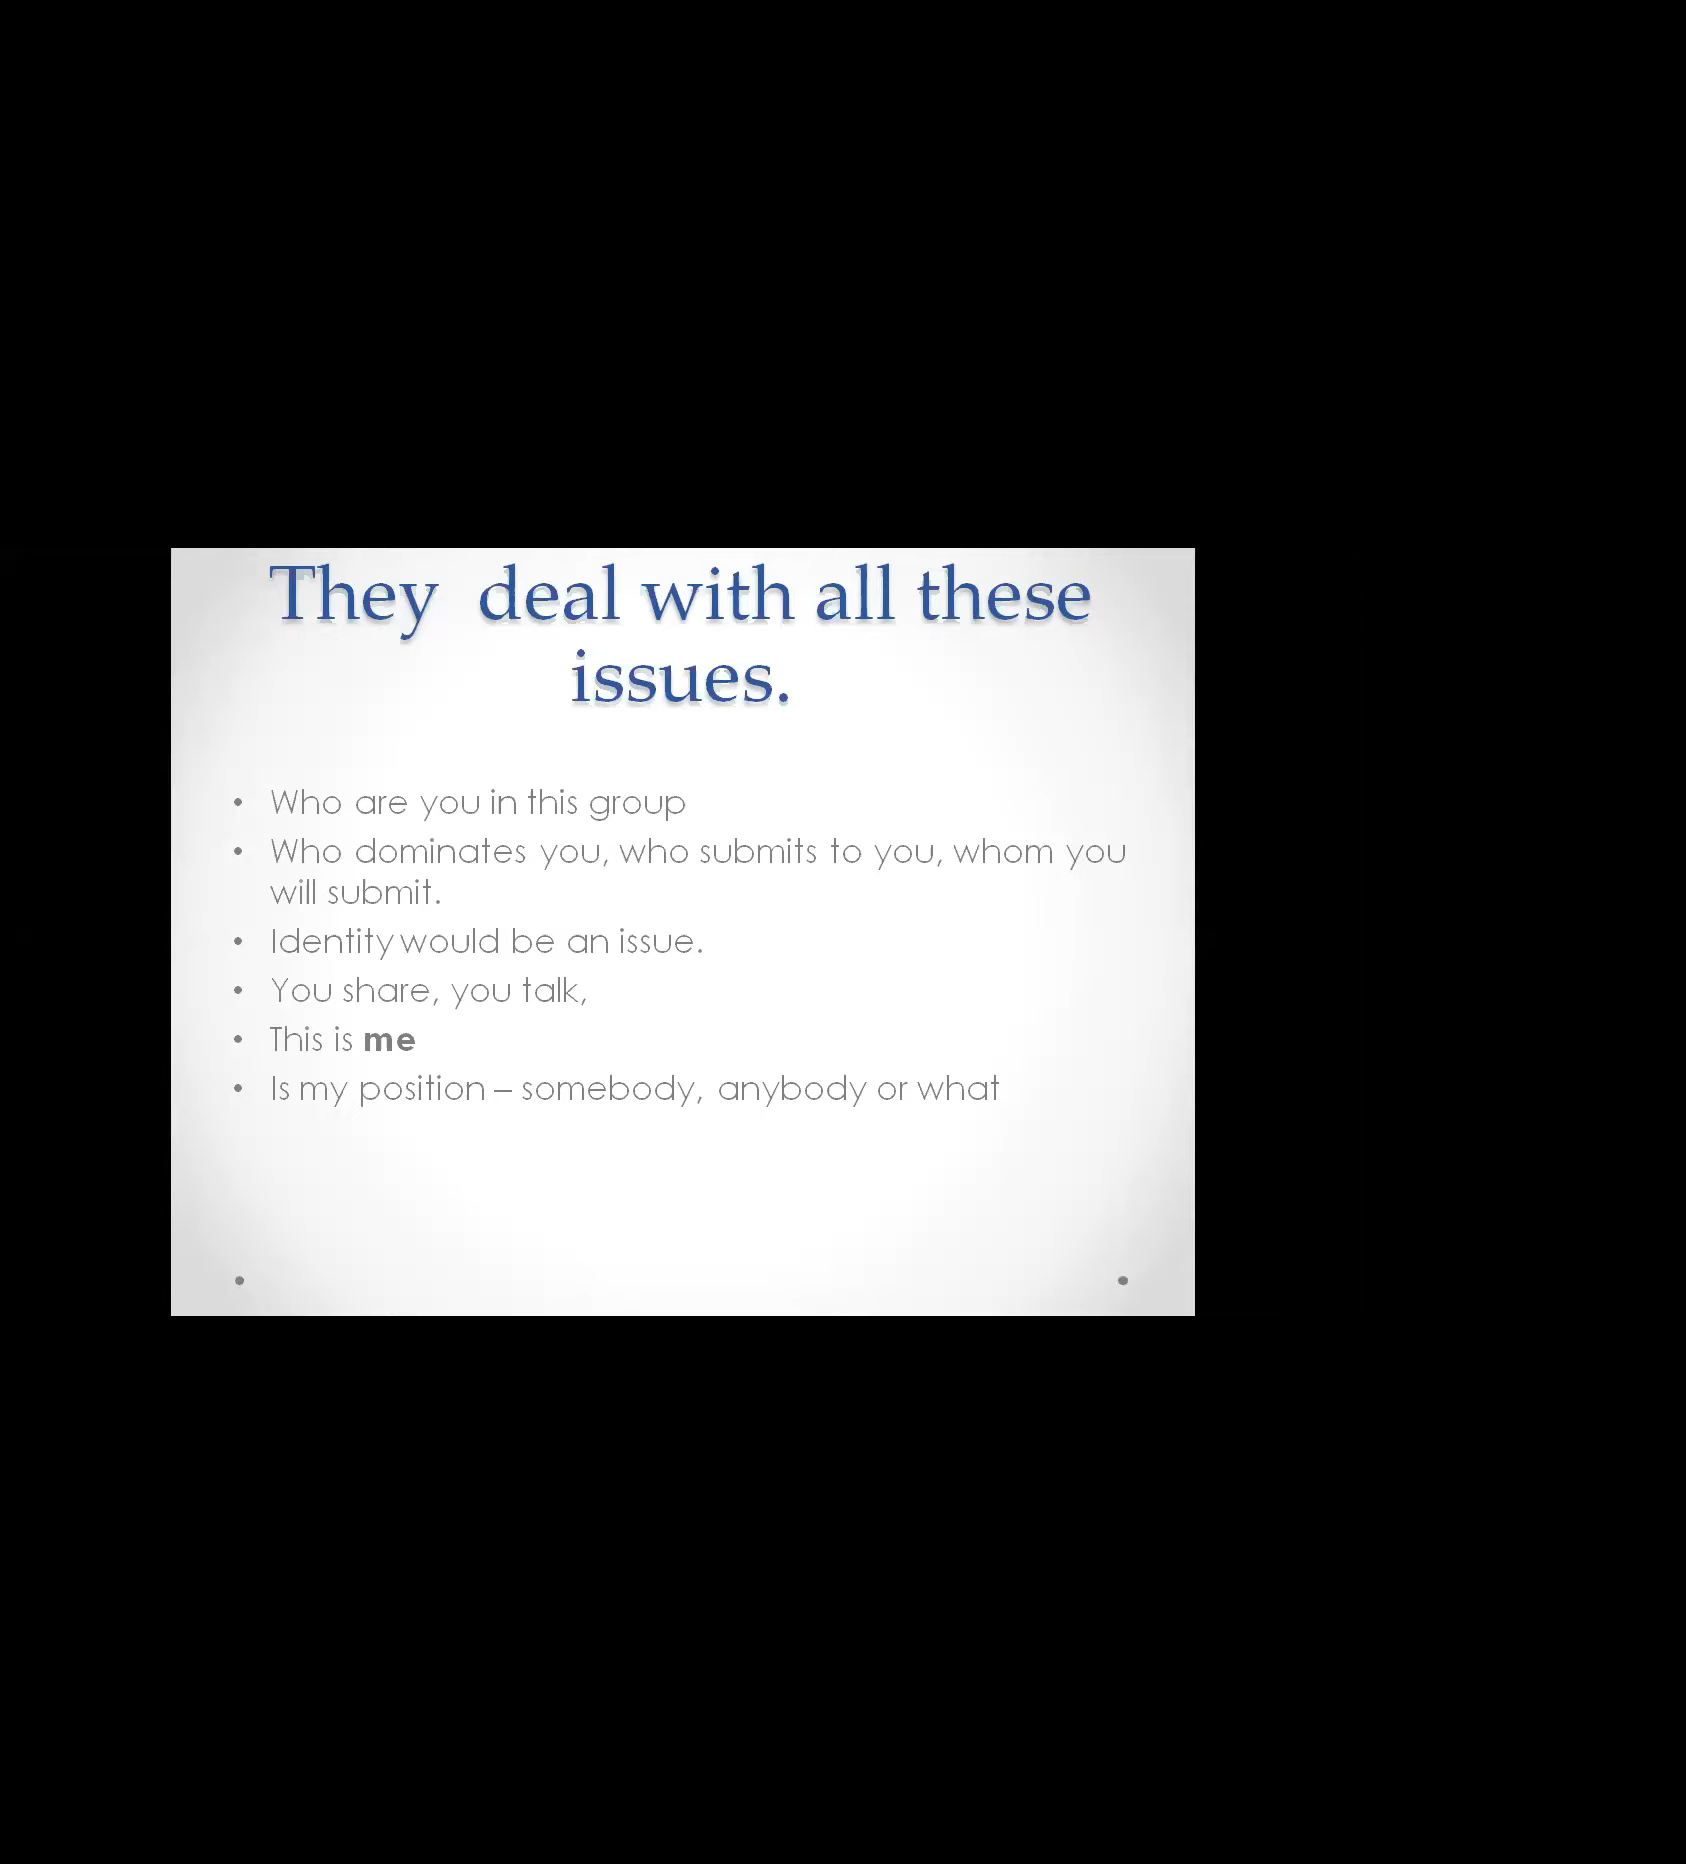 They  deal with all these
issues.
• Who are you in this group
• Who dominates you, who submits to you, whom you
will submit.
• Identity would be an issue.
• You share, you talk,
• This is me
• Is my position – somebody, anybody or what